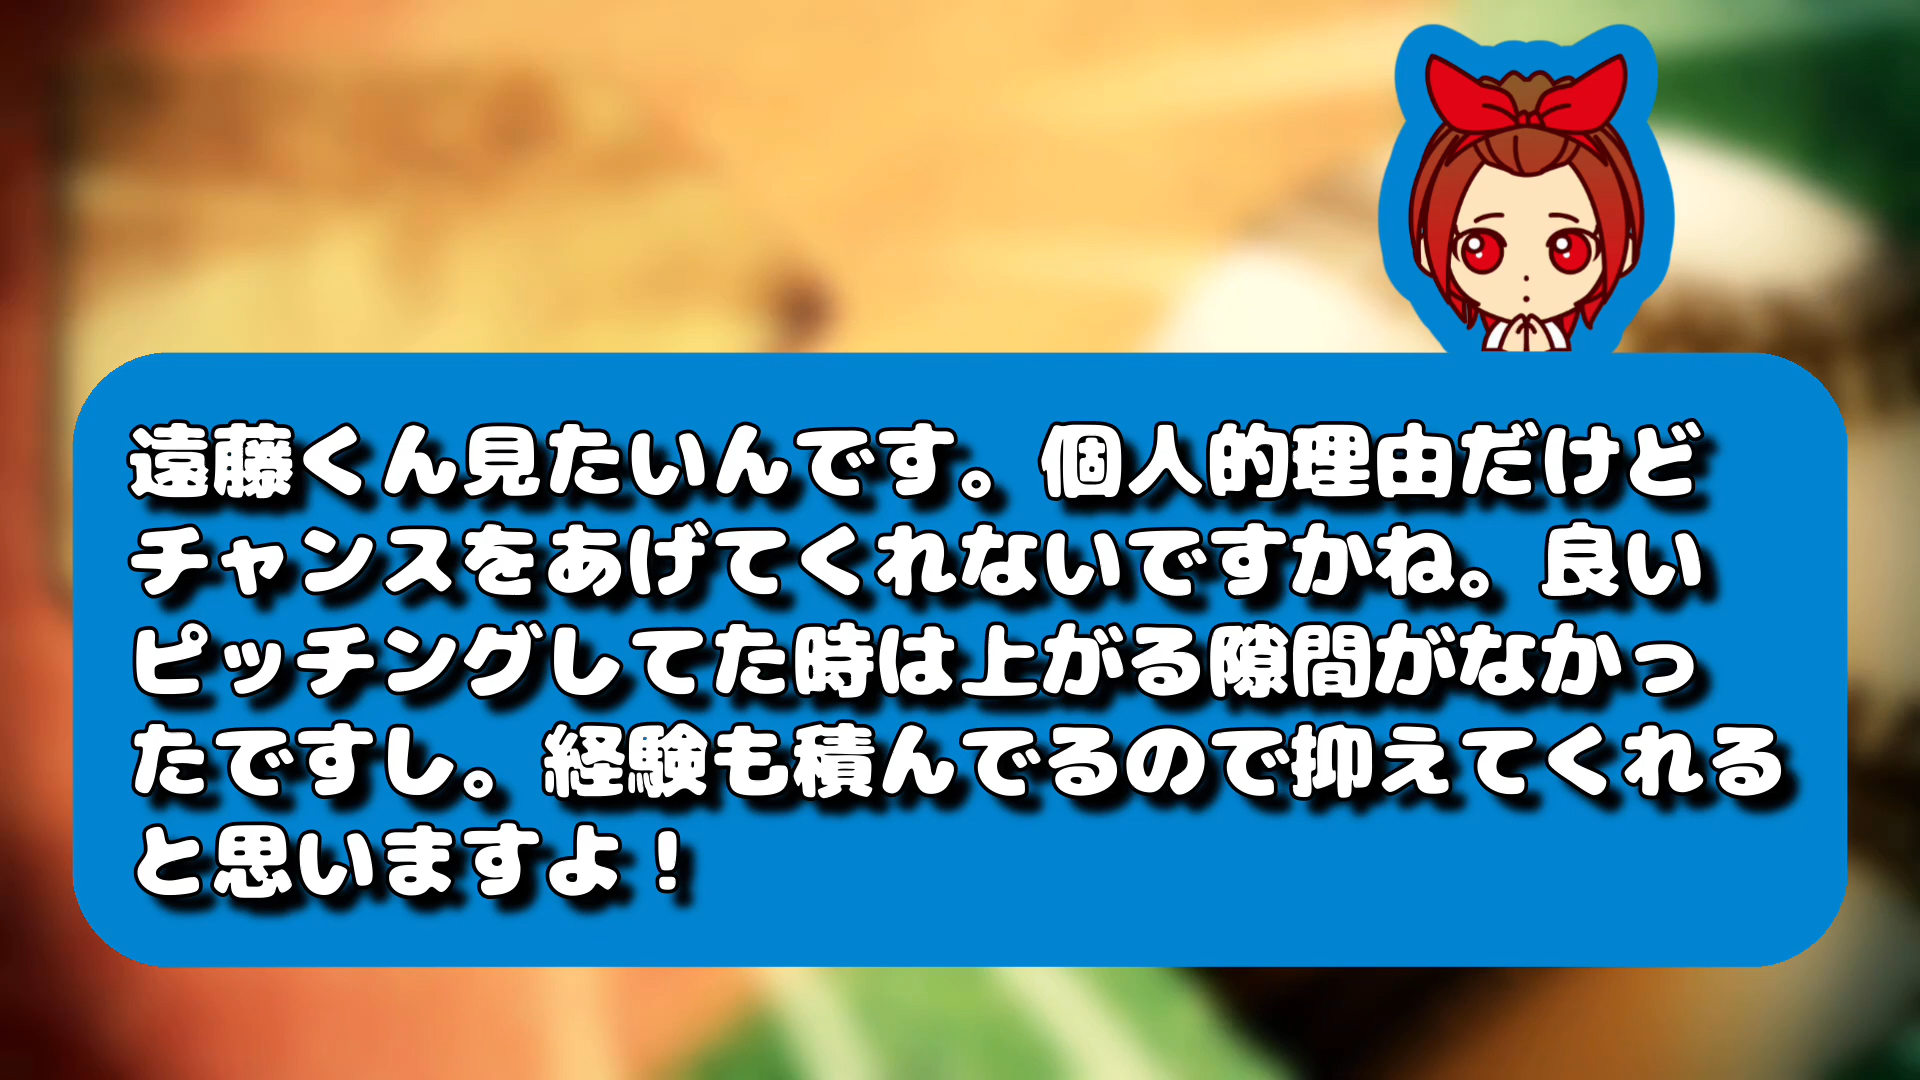 遠藤くん見たいんです。個人的理由だけど
チャンスをあげてくれないですかね。良い
ピッチングしてた時は上がる隙間がなかっ
たですし。経験も積んでるので抑えてくれる
と思いますよ！